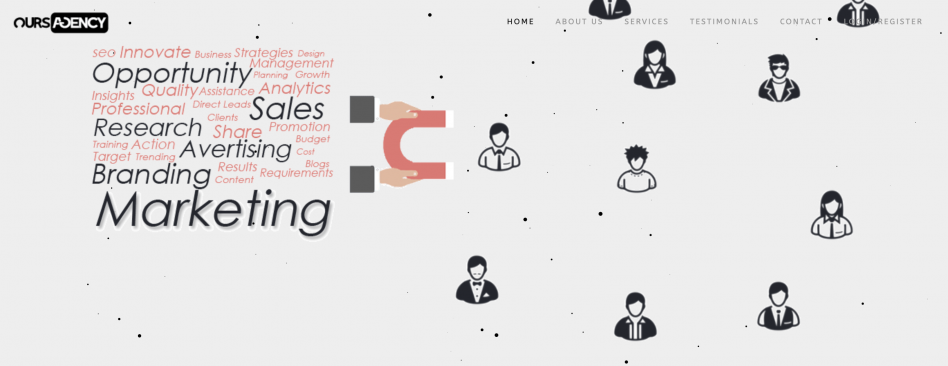 OURS AGENCY
HOME ABOUT US SERVICES TESTIMONIALS CONTACT LOGIN/REGISTER
seo Innovate Business Strategies Design
Opportunity Management
Planning Growth
Insights Quality Assistance Analytics
Professional Direct Leads Sales
Clients
Research Share Promotion
Training Action Avertising Budget
Target Trending Cost
Branding Results Blogs
Content Requirements
Marketing